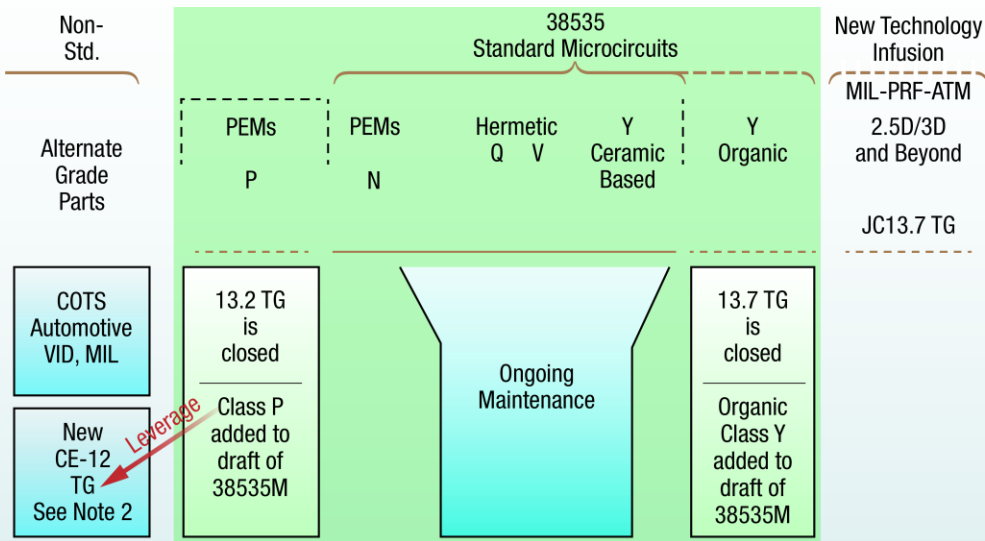 Non-
Std.
38535
Standard Microcircuits
New Technology
Infusion
MIL-PRF-ATM
Alternate
Grade
Parts
PEMs
P
PEMs
N
Hermetic
Q V
Y
Ceramic
Based
Y
Organic
2.5D/3D
and Beyond
JC13.7 TG
COTS
Automotive
VID, MIL
New
CE-12
TG
See Note 2
Leverage
13.2 TG
is
closed
Class P
added to
draft of
38535M
Ongoing
Maintenance
13.7 TG
is
closed
Organic
Class Y
added to
draft of
38535M